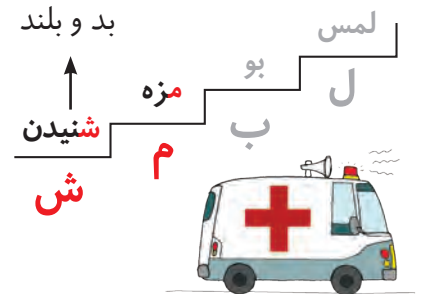 بد و بلند
لمس
ل
بو
ب
مزه
م
شنیدن
ش